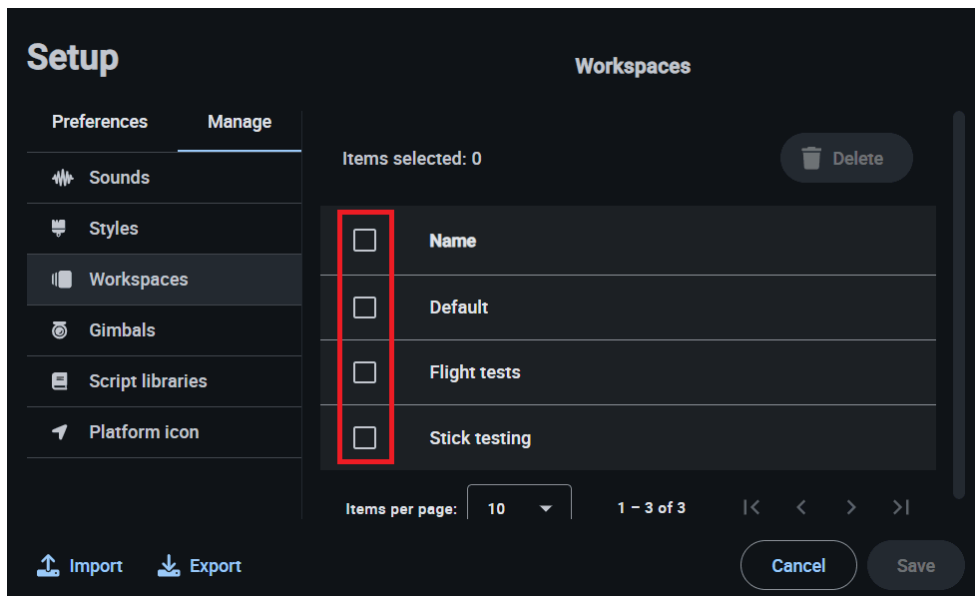 Setup
Workspaces
Preferences Manage
Items selected: 0 Delete
Sounds
Styles
Workspaces
Gimbals
Script libraries
Platform icon
Name
Default
Flight tests
Stick testing
Items per page: 10 1 – 3 of 3
Import Export
Cancel Save